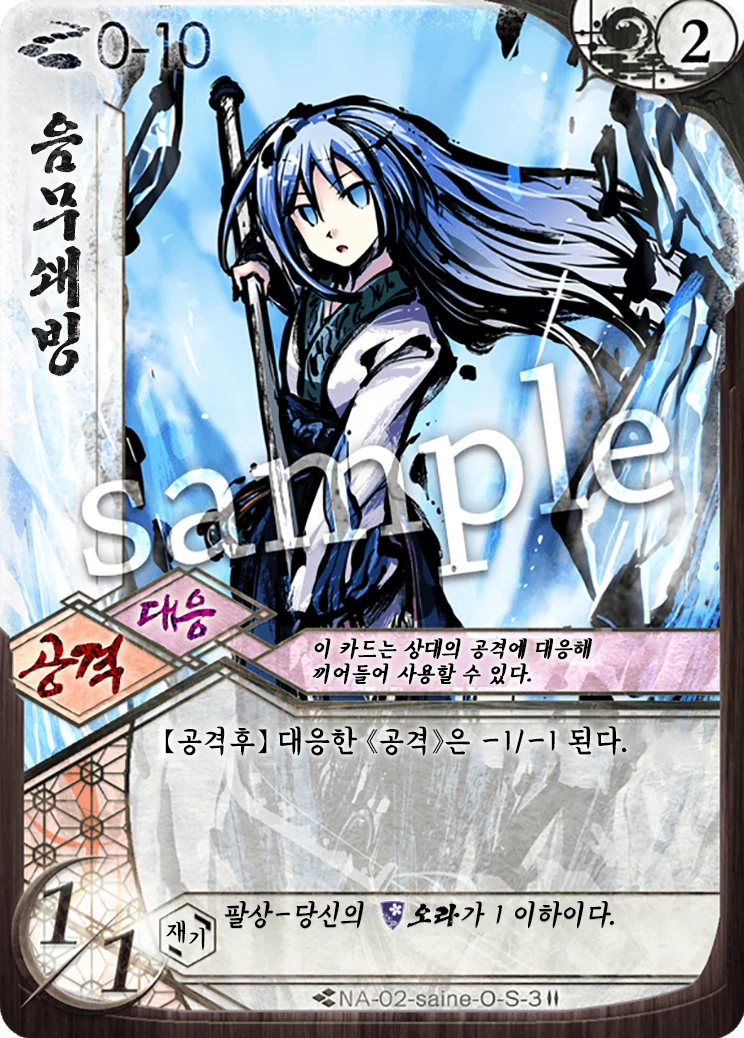 0-10
2
음무쇄빙
sample
대응
공격
이 카드는 상대의 공격에 대응해
끼어들어 사용할 수 있다.
【공격후】 대응한 《공격》은 -1/-1 된다.
1/1
재기
팔상-당신의 오라가 1 이하이다.
NA-02-saine-O-S-3 II